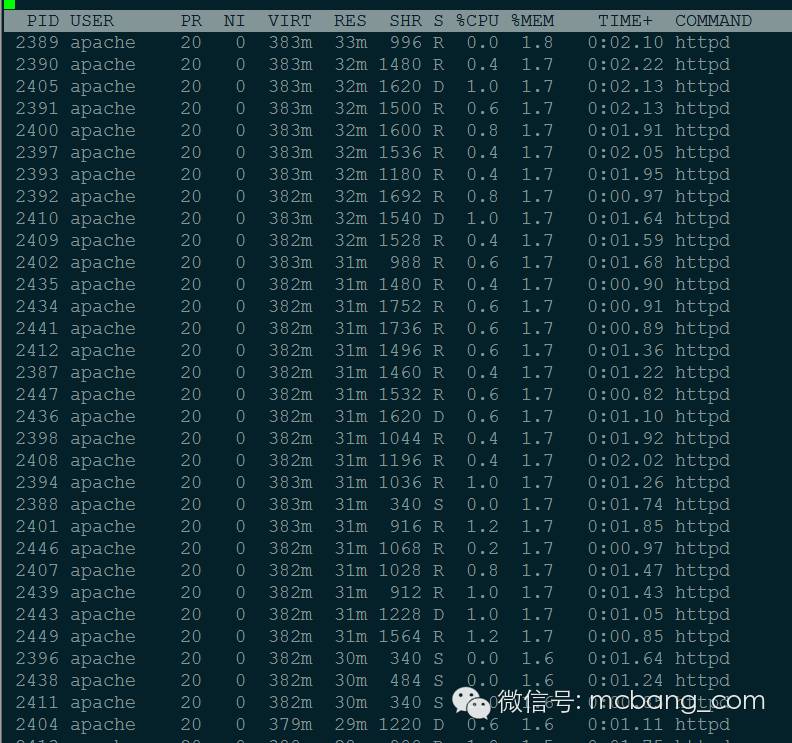 PID USER PR NI VIRT RES SHR S %CPU %MEM TIME+ COMMAND
2389 apache 20 0 383m 33m 996 R 0.0 1.8 0:02.10 httpd
2390 apache 20 0 383m 32m 1480 R 0.4 1.7 0:02.22 httpd
2405 apache 20 0 383m 32m 1620 D 1.0 1.7 0:02.13 httpd
2391 apache 20 0 383m 32m 1500 R 0.6 1.7 0:02.13 httpd
2400 apache 20 0 383m 32m 1600 R 0.8 1.7 0:01.91 httpd
2397 apache 20 0 383m 32m 1536 R 0.4 1.7 0:02.05 httpd
2393 apache 20 0 383m 32m 1180 R 0.4 1.7 0:01.95 httpd
2392 apache 20 0 382m 32m 1692 R 0.8 1.7 0:00.97 httpd
2410 apache 20 0 383m 32m 1540 D 1.0 1.7 0:01.64 httpd
2409 apache 20 0 382m 32m 1528 R 0.4 1.7 0:01.59 httpd
2402 apache 20 0 383m 31m 988 R 0.6 1.7 0:01.68 httpd
2435 apache 20 0 382m 31m 1480 R 0.4 1.7 0:00.90 httpd
2434 apache 20 0 382m 31m 1752 R 0.6 1.7 0:00.91 httpd
2441 apache 20 0 382m 31m 1736 R 0.6 1.7 0:00.89 httpd
2412 apache 20 0 382m 31m 1496 R 0.6 1.7 0:01.36 httpd
2387 apache 20 0 382m 31m 1460 R 0.4 1.7 0:01.22 httpd
2447 apache 20 0 382m 31m 1532 R 0.6 1.7 0:00.82 httpd
2436 apache 20 0 382m 31m 1620 D 0.6 1.7 0:01.10 httpd
2398 apache 20 0 382m 31m 1044 R 0.4 1.7 0:01.92 httpd
2408 apache 20 0 382m 31m 1196 R 0.4 1.7 0:02.02 httpd
2394 apache 20 0 383m 31m 1036 R 1.0 1.7 0:01.26 httpd
2388 apache 20 0 383m 31m 340 S 0.0 1.7 0:01.74 httpd
2401 apache 20 0 383m 31m 916 R 1.2 1.7 0:01.85 httpd
2446 apache 20 0 382m 31m 1068 R 0.2 1.7 0:00.97 httpd
2407 apache 20 0 382m 31m 1028 R 0.8 1.7 0:01.47 httpd
2439 apache 20 0 382m 31m 912 R 1.0 1.7 0:01.43 httpd
2443 apache 20 0 382m 31m 1228 D 1.0 1.7 0:01.05 httpd
2449 apache 20 0 382m 31m 1564 R 1.2 1.7 0:00.85 httpd
2396 apache 20 0 382m 30m 340 S 0.0 1.6 0:01.64 httpd
2438 apache 20 0 382m 30m 484 S 0.0 1.6 0:01.24 httpd
2411 apache 20 0 382m 30m 340 S
微信号: mcbang_com
2404 apache 20 0 379m 29m 1220 D 0.6 1.6 0:01.11 httpd